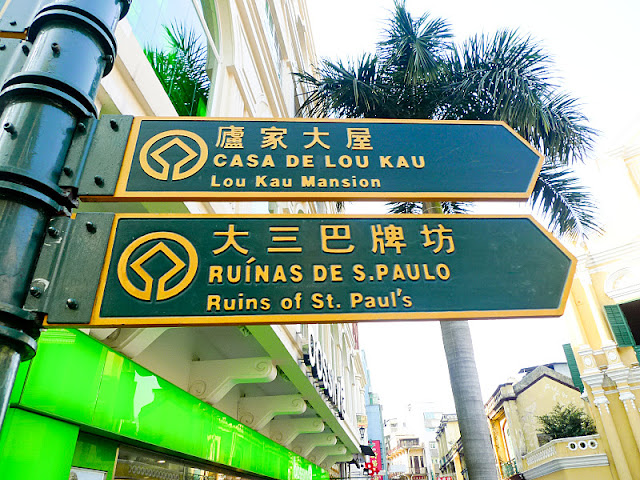 盧家大屋
CASA DE LOU KAU
Lou Kau Mansion
大三巴牌坊
RUÍNAS DE S.PAULO
Ruins of St. Paul's